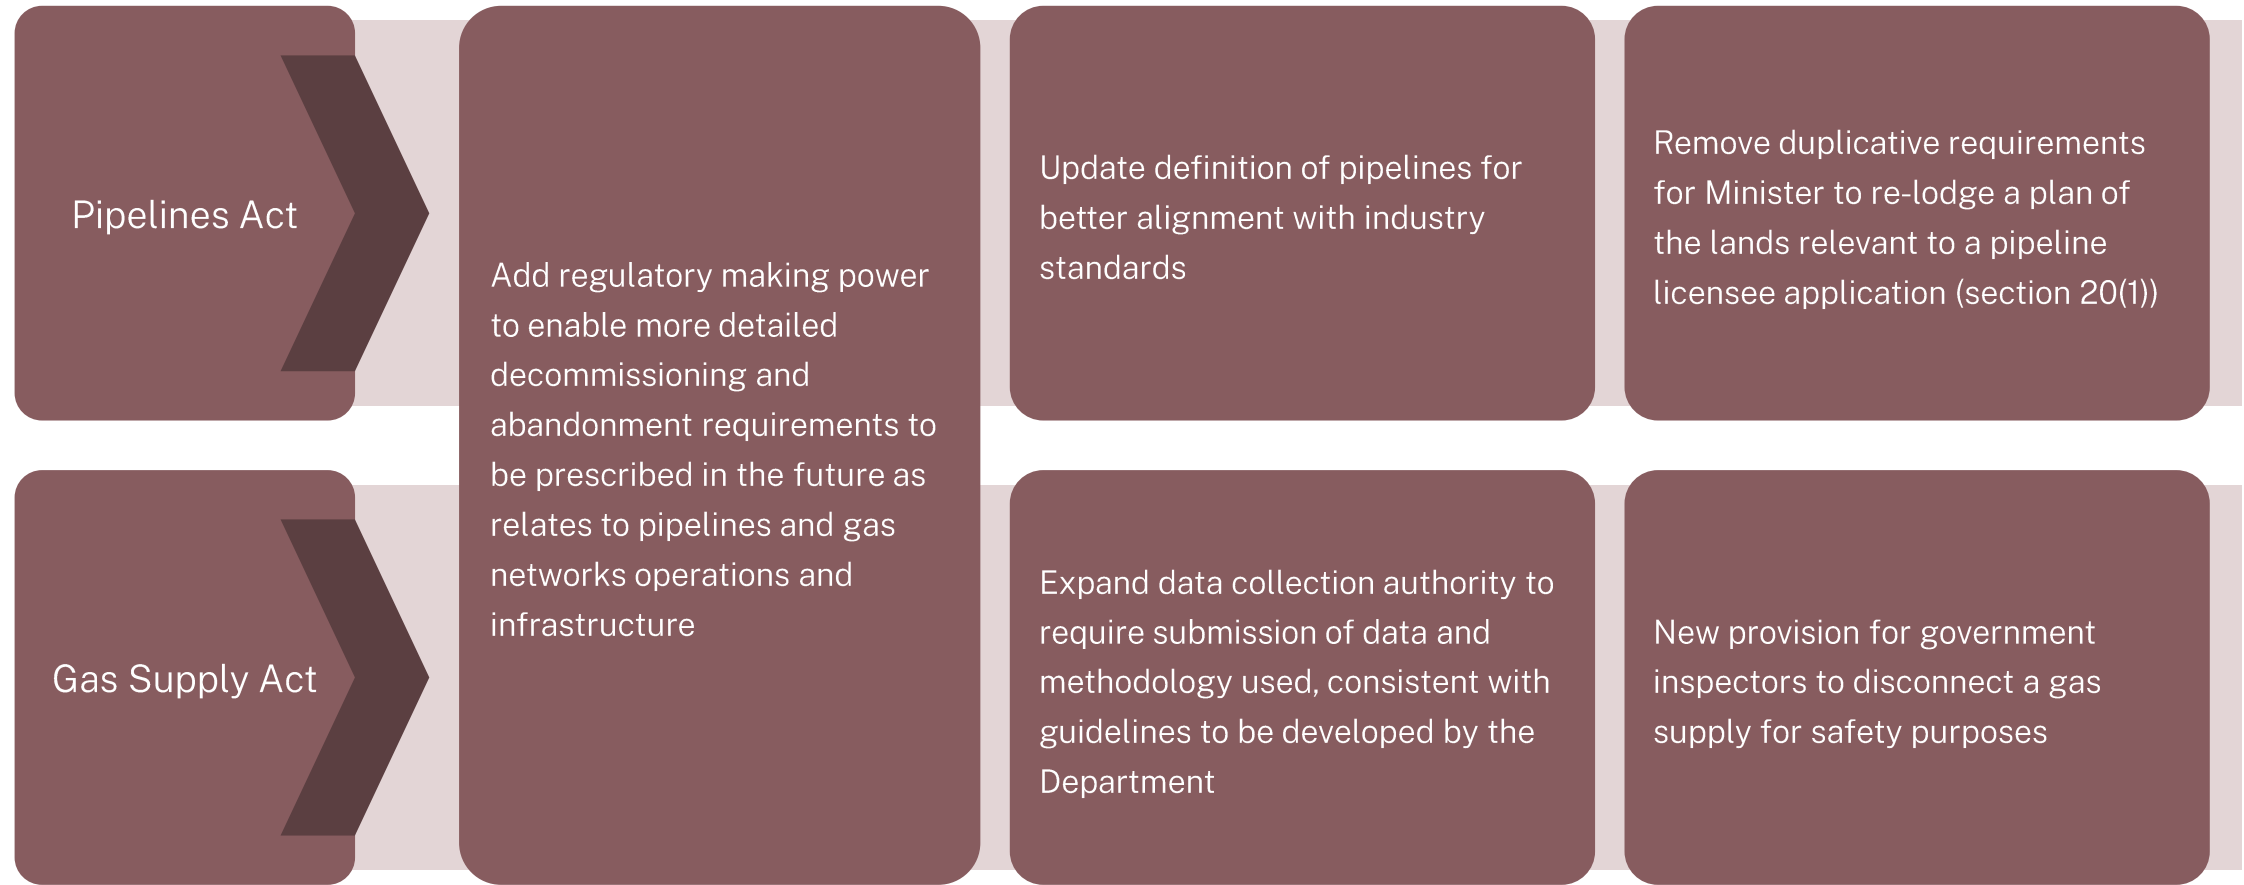 Pipelines Act
Add regulatory making power
to enable more detailed
decommissioning and
abandonment requirements to
be prescribed in the future as
relates to pipelines and gas
networks operations and
infrastructure
Update definition of pipelines for
better alignment with industry
standards
Remove duplicative requirements
for Minister to re-lodge a plan of
the lands relevant to a pipeline
licensee application (section 20(1))
Gas Supply Act
Expand data collection authority to
require submission of data and
methodology used, consistent with
guidelines to be developed by the
Department
New provision for government
inspectors to disconnect a gas
supply for safety purposes